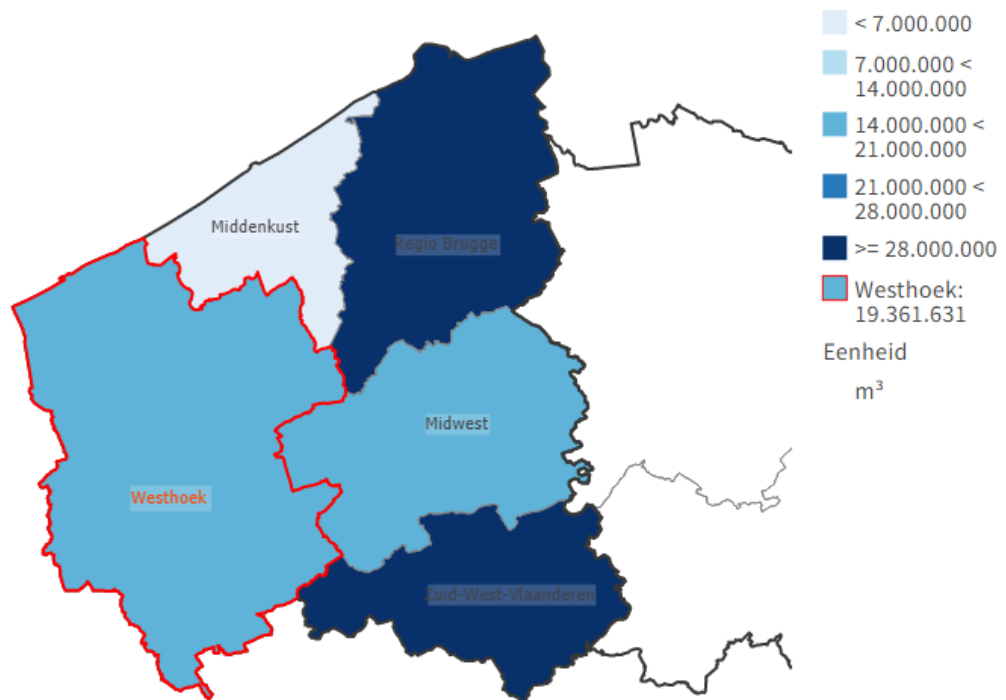 < 7.000.000
7.000.000 <
14.000.000
14.000.000 <
21.000.000
21.000.000 <
28.000.000
>= 28.000.000
Westhoek:
19.361.631
Eenheid
m³
Middenkust
Regio Brugge
Midwest
Westhoek
Zuid-West-Vlaanderen